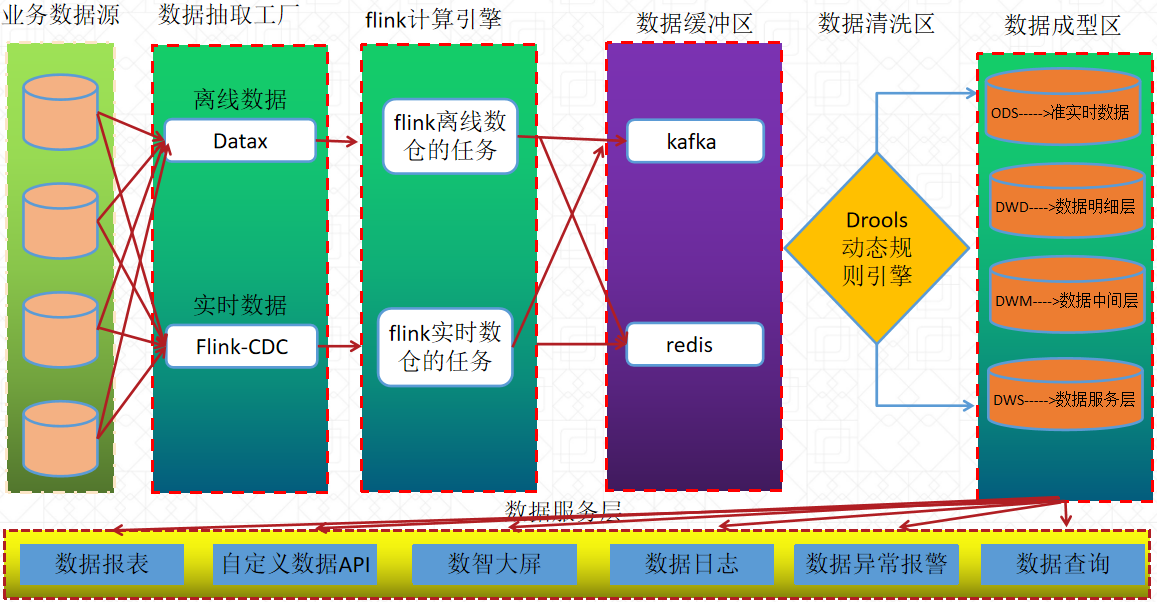 业务数据源
数据抽取工厂
flink计算引擎
数据缓冲区
数据清洗区
数据成型区
离线数据
Datax
实时数据
Flink-CDC
flink离线数
仓的任务
flink实时数
仓的任务
kafka
redis
Drools
动态规
则引擎
ODS----->准实时数据
DWD---->数据明细层
DWM---->数据中间层
DWS----->数据服务层
数据服务层
数据报表
自定义数据API
数智大屏
数据日志
数据异常报警
数据查询